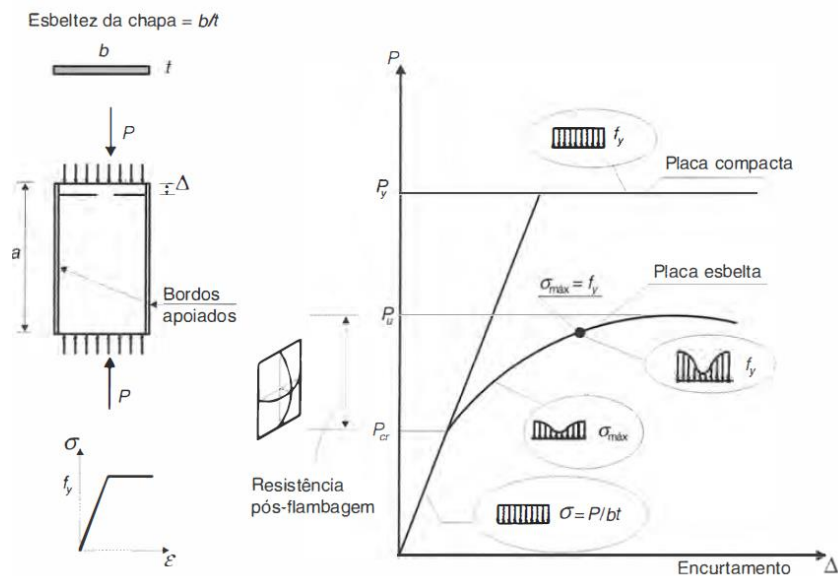 Esbeltez da chapa = b/t
b
t
P
Δ
a
Bordos
apoiados
P
σ
f_y
ε
Resistência
pós-flambagem
P
f_y
Placa compacta
P_y
Placa esbelta
σ_máx = f_y
P_u
f_y
σ_máx
P_cr
σ = P/bt
Encurtamento Δ